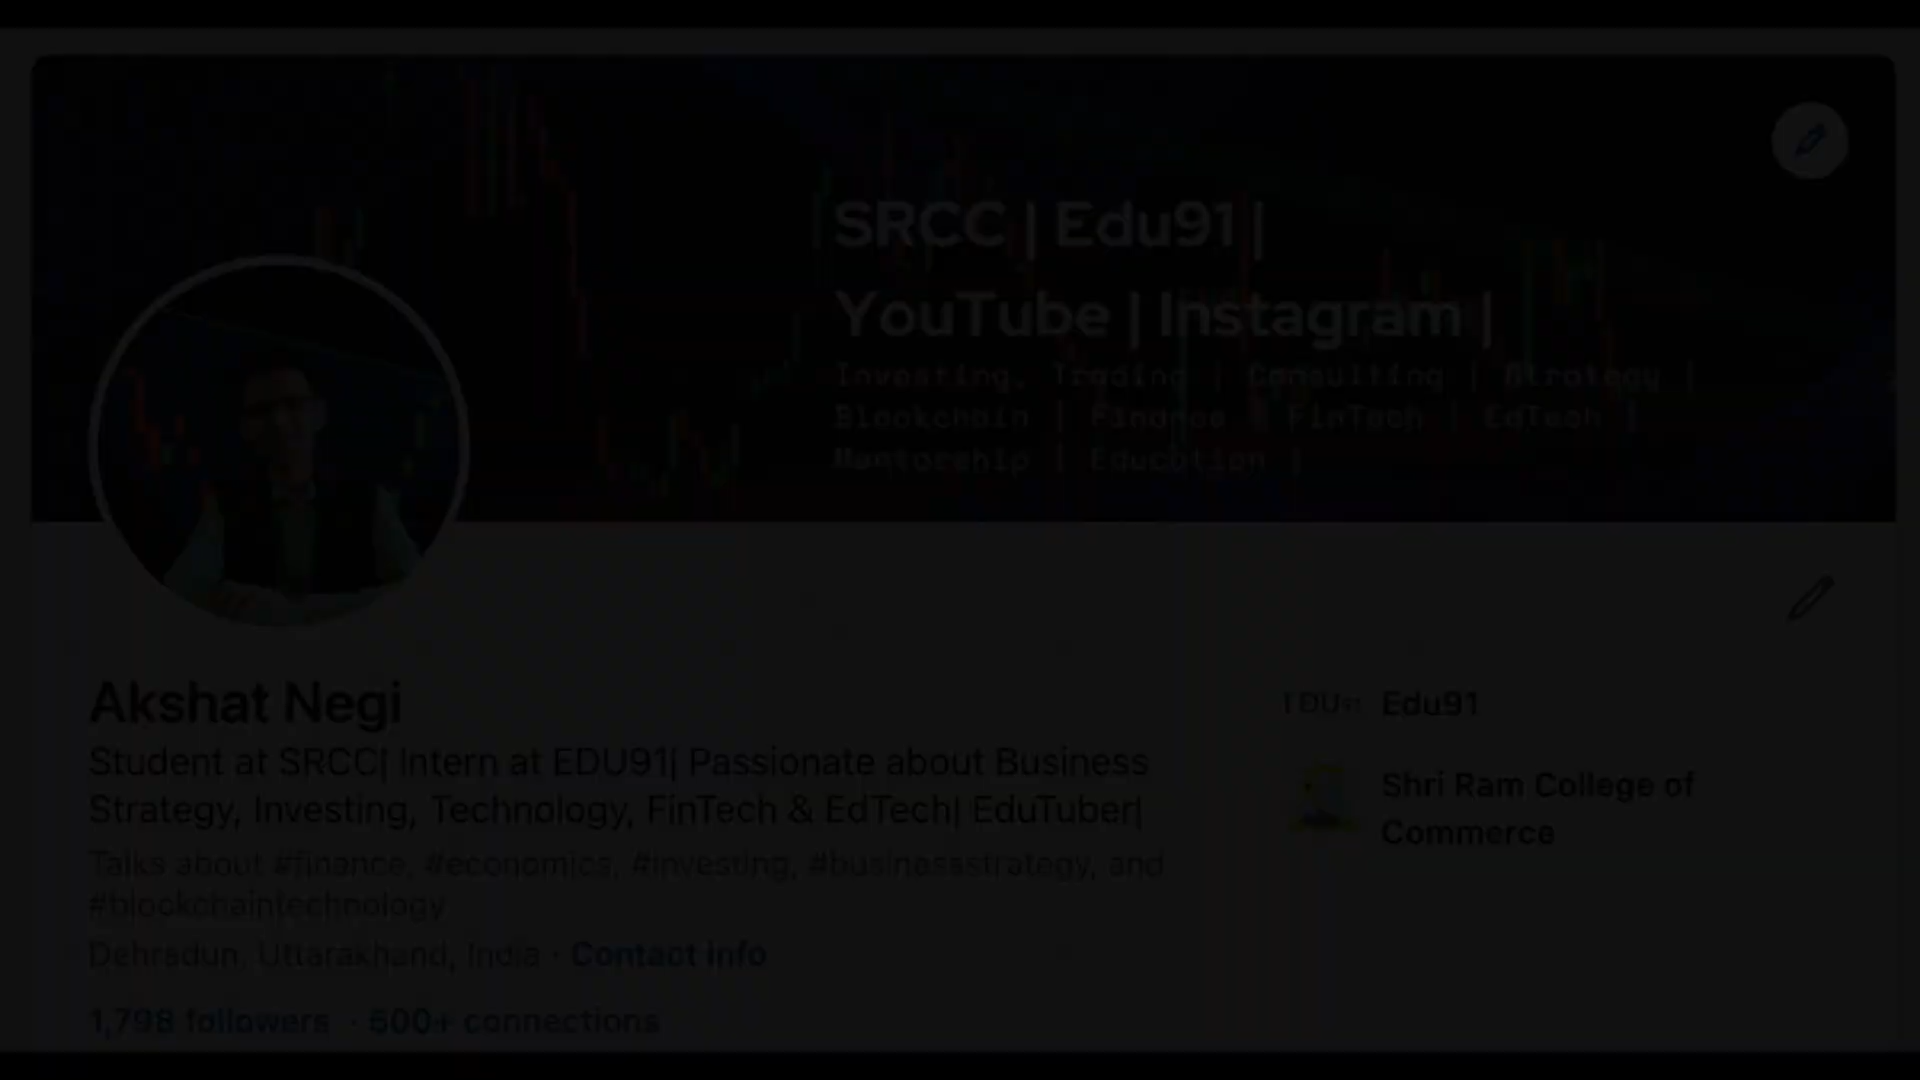 SRCC | Edu91 |
YouTube | Instagram |
Investing, Trading | Consulting | Strategy |
Blockchain | Finance | FinTech | EdTech |
Mentorship | Education |
Akshat Negi
Student at SRCC| Intern at EDU91| Passionate about Business
Strategy, Investing, Technology, FinTech & EdTech| EduTuber|
Talks about #finance, #economics, #investing, #businessstrategy, and
#blockchaintechnology
Dehradun, Uttarakhand, India · Contact info
1,798 followers · 500+ connections
Edu91
Shri Ram College of
Commerce